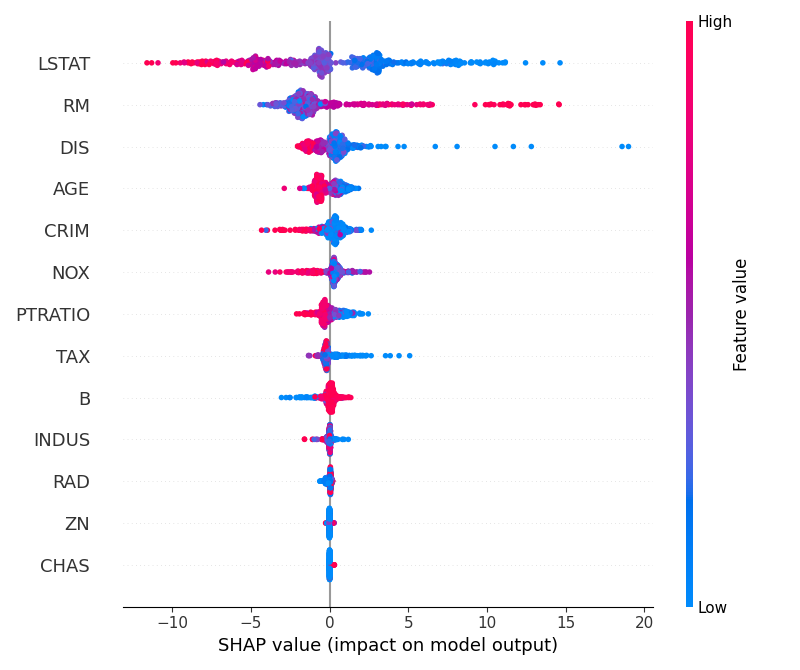 High
LSTAT
RM
DIS
AGE
CRIM
NOX
PTRATIO
TAX
B
INDUS
RAD
ZN
CHAS
Feature value
Low
−10 −5 0 5 10 15 20
SHAP value (impact on model output)